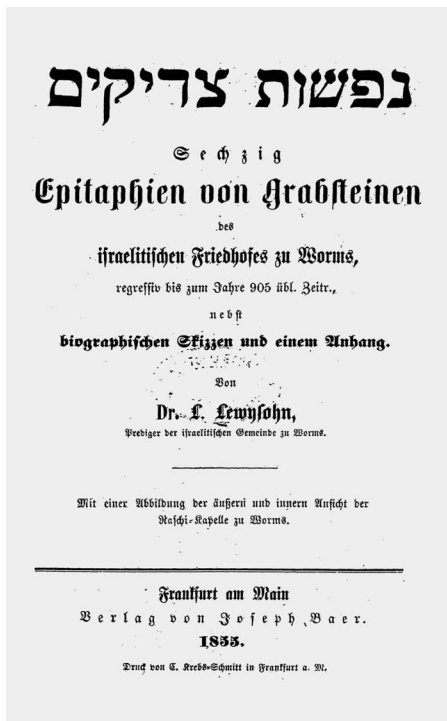 נפשות צדיקים
Sechzig
Epitaphien von Grabsteinen
des
israelitischen Friedhofes zu Worms,
regressiv bis zum Jahre 905 übl. Zeitr.,
nebst
biographischen Skizzen und einem Anhang.
Von
Dr. L. Lewysohn,
Prediger der israelitischen Gemeinde zu Worms.
Mit einer Abbildung der äußern und innern Ansicht der
Raschi-Kapelle zu Worms.
Frankfurt am Main
Verlag von Joseph Baer.
1855.
Druck von C. Krebs-Schmitt in Frankfurt a. M.